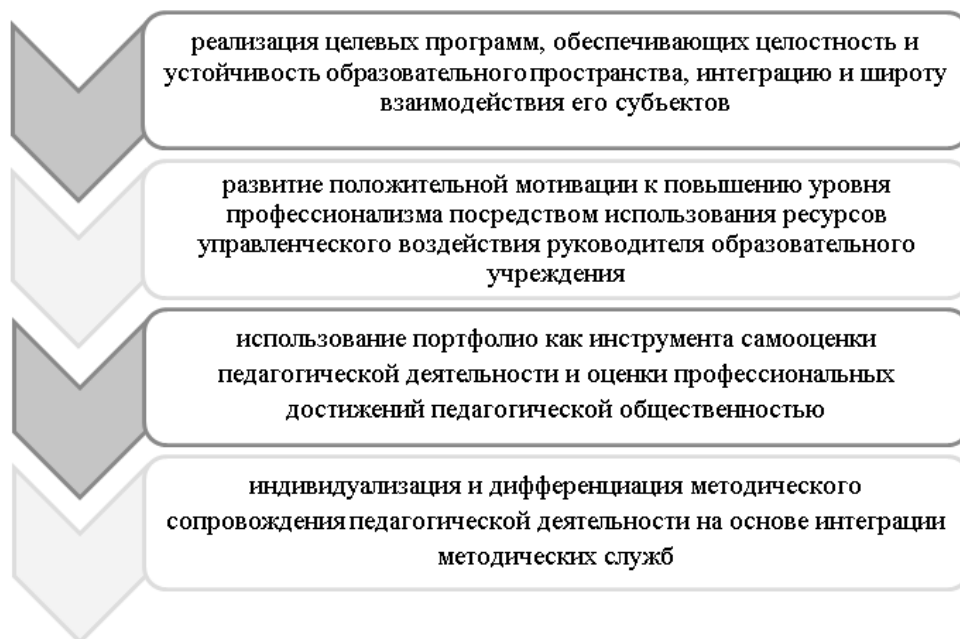 реализация целевых программ, обеспечивающих целостность и
устойчивость образовательного пространства, интеграцию и широту
взаимодействия его субъектов
развитие положительной мотивации к повышению уровня
профессионализма посредством использования ресурсов
управленческого воздействия руководителя образовательного
учреждения
использование портфолио как инструмента самооценки
педагогической деятельности и оценки профессиональных
достижений педагогической общественностью
индивидуализация и дифференциация методического
сопровождения педагогической деятельности на основе интеграции
методических служб